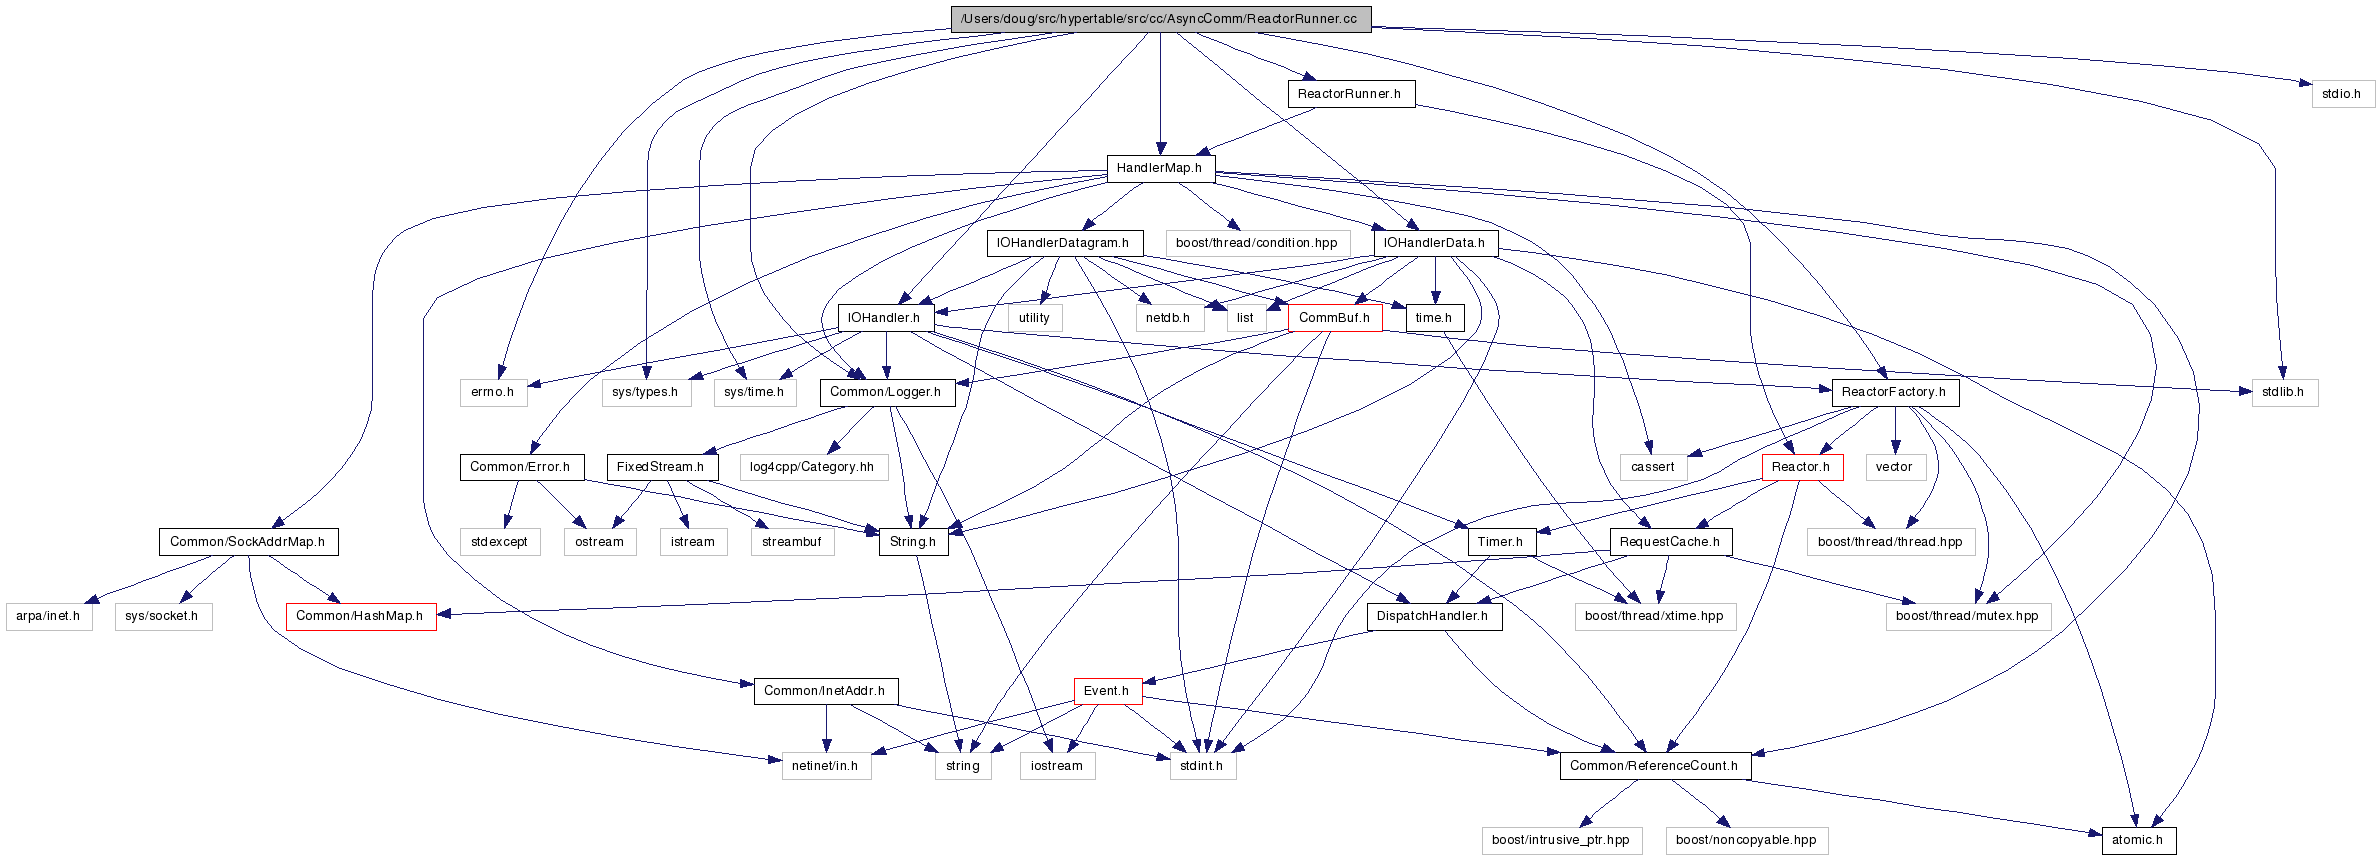 /Users/doug/src/hypertable/src/cc/AsyncComm/ReactorRunner.cc
ReactorRunner.h
stdio.h
HandlerMap.h
IOHandlerDatagram.h
boost/thread/condition.hpp
IOHandlerData.h
IOHandler.h
utility
netdb.h
list
CommBuf.h
time.h
errno.h
sys/types.h
sys/time.h
Common/Logger.h
ReactorFactory.h
stdlib.h
Common/Error.h
FixedStream.h
log4cpp/Category.hh
cassert
Reactor.h
vector
Common/SockAddrMap.h
stdexcept
ostream
istream
streambuf
String.h
Timer.h
RequestCache.h
boost/thread/thread.hpp
arpa/inet.h
sys/socket.h
Common/HashMap.h
DispatchHandler.h
boost/thread/xtime.hpp
boost/thread/mutex.hpp
Common/InetAddr.h
Event.h
netinet/in.h
string
iostream
stdint.h
Common/ReferenceCount.h
boost/intrusive_ptr.hpp
boost/noncopyable.hpp
atomic.h